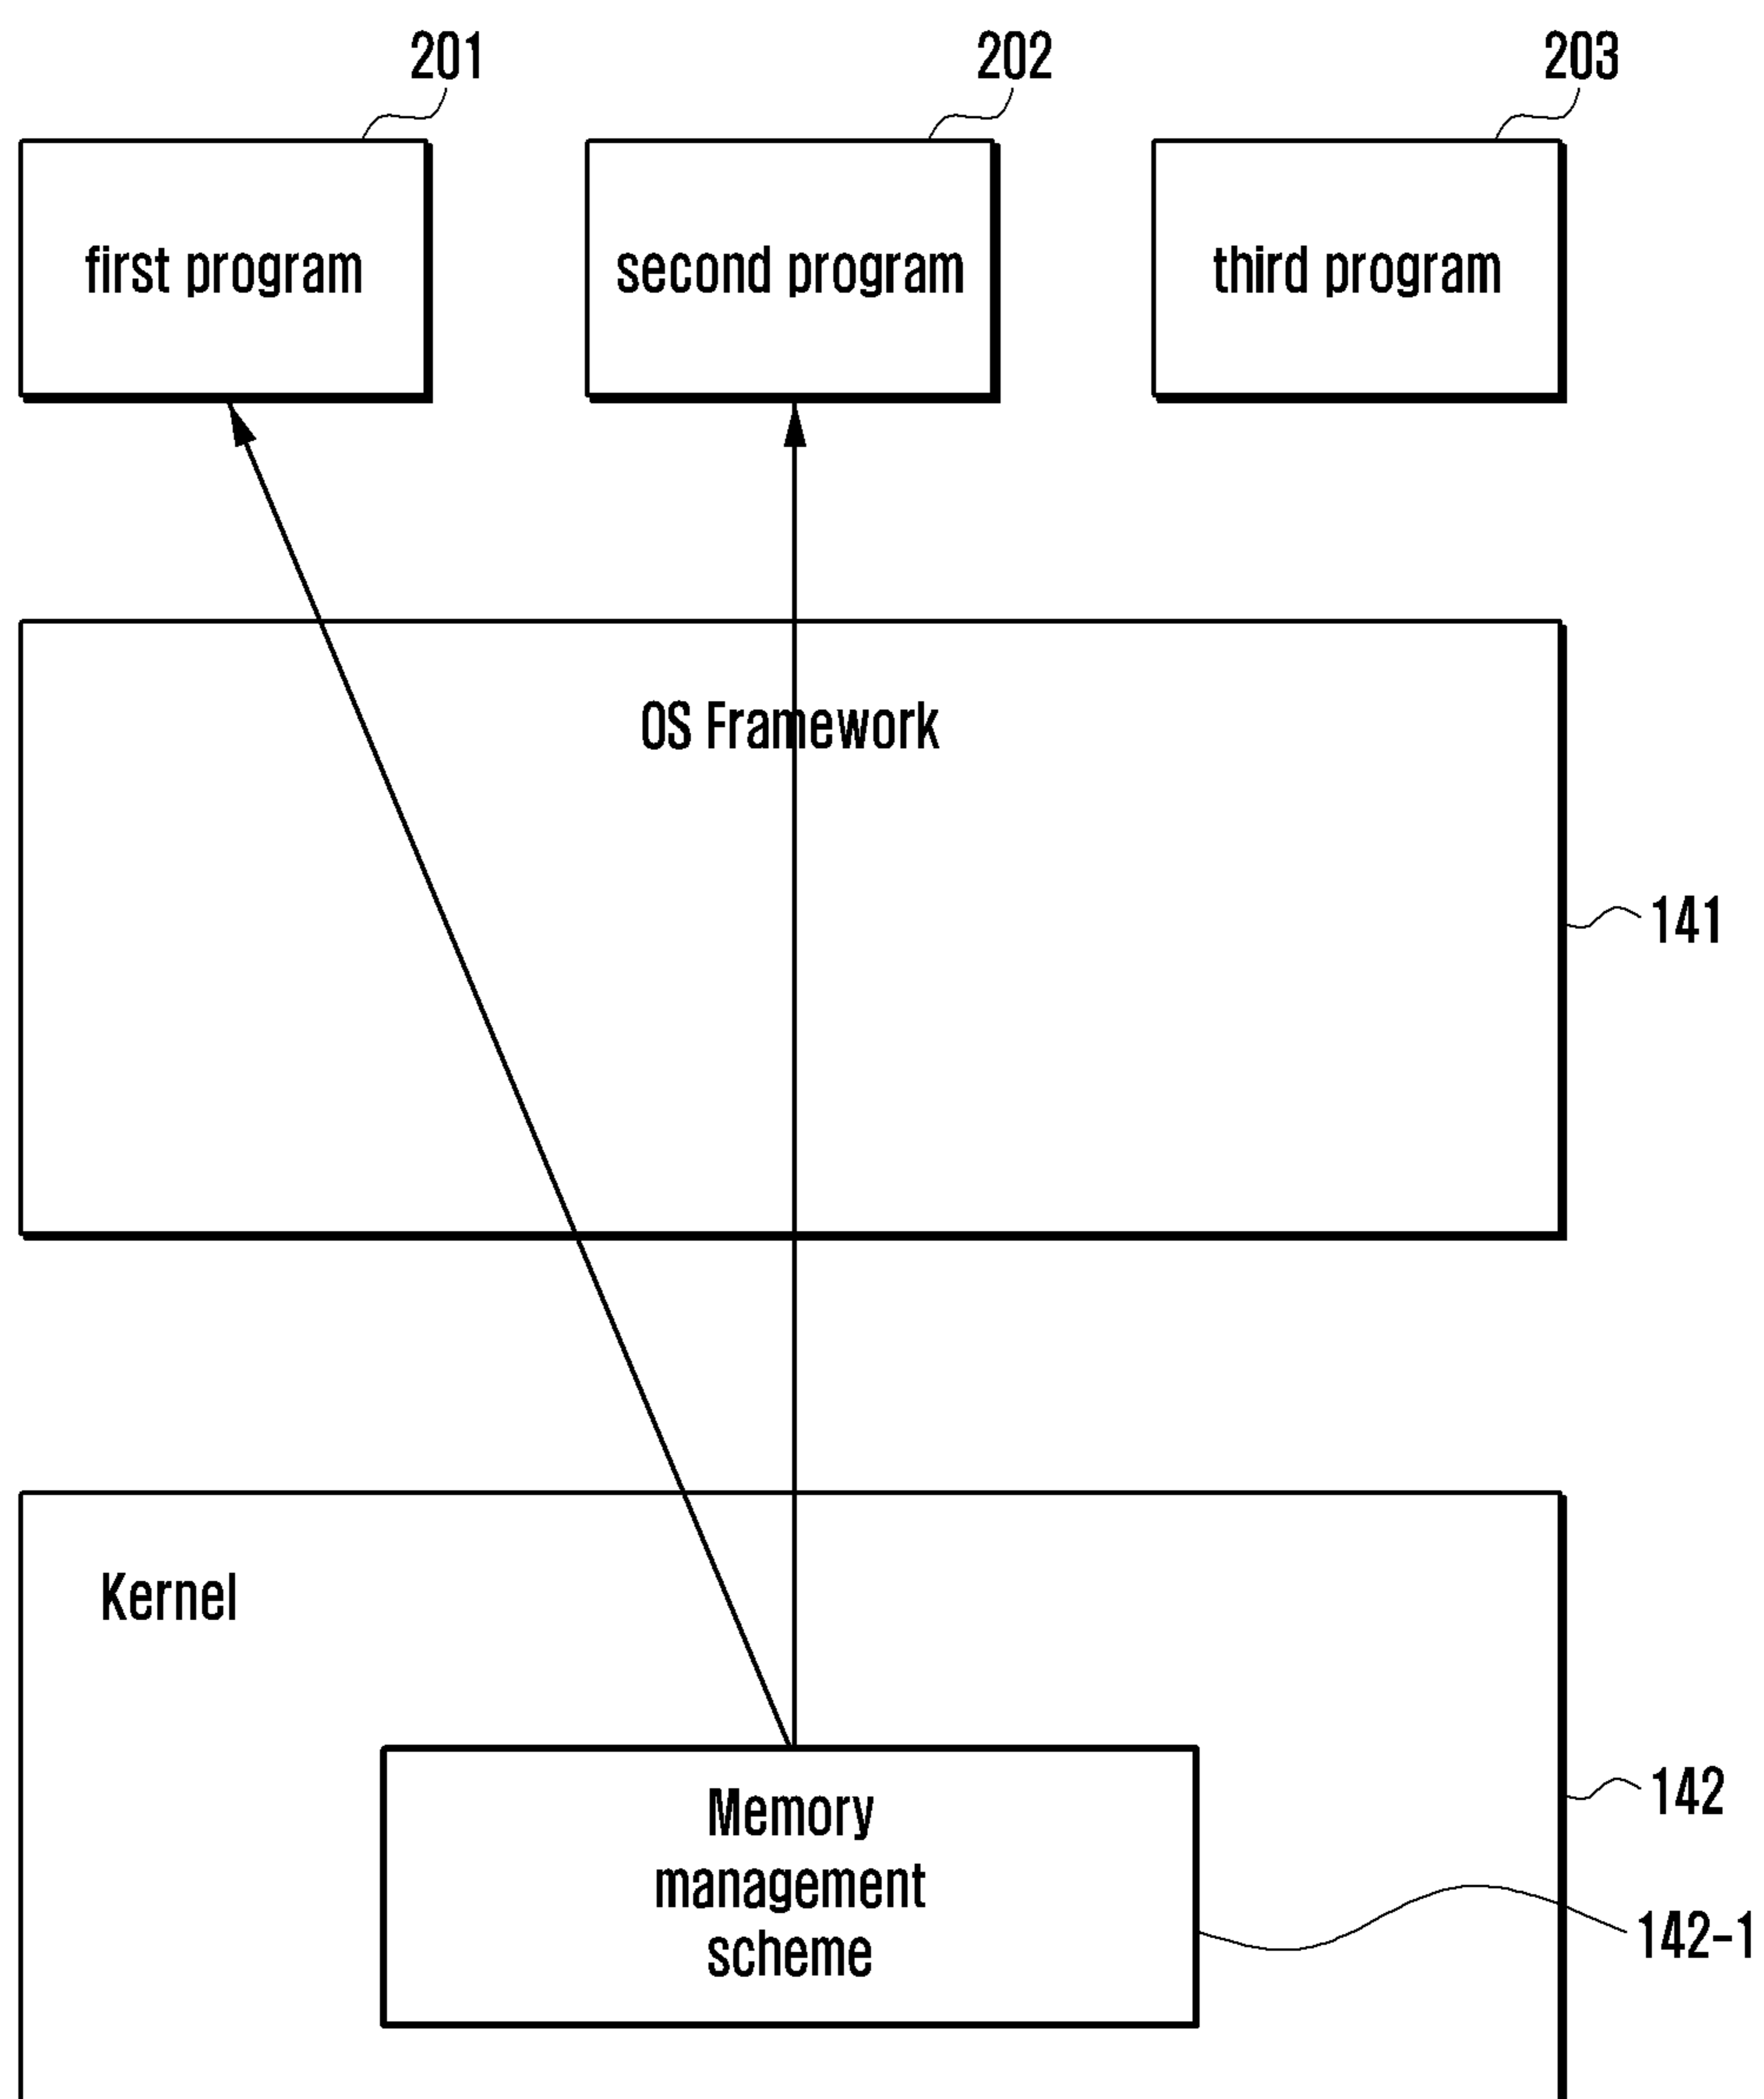 201
202
203
first program
second program
third program
OS Framework
141
Kernel
Memory
management
scheme
142
142-1